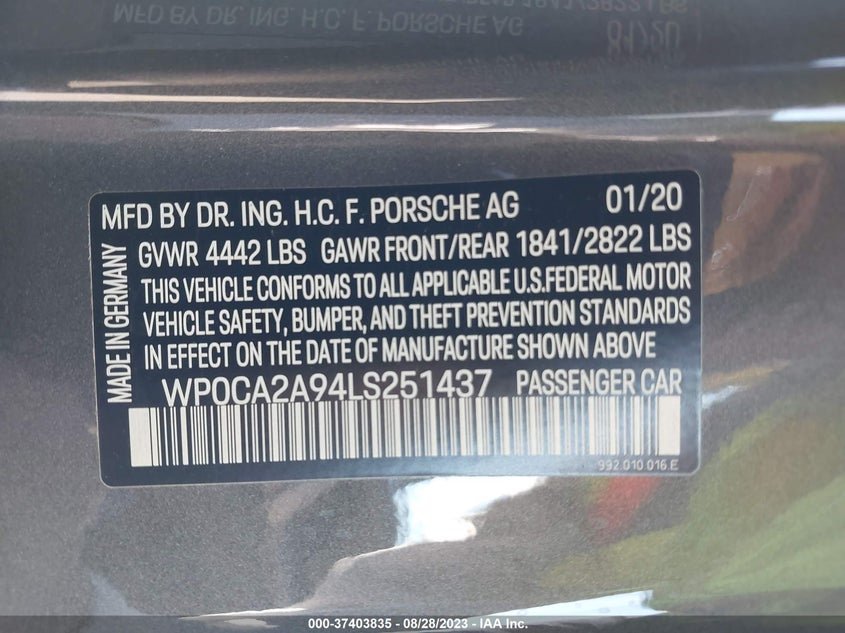 MFD BY DR. ING. H.C. F. PORSCHE AG 01/20
GVWR 4442 LBS GAWR FRONT/REAR 1841/2822 LBS
THIS VEHICLE CONFORMS TO ALL APPLICABLE U.S.FEDERAL MOTOR
VEHICLE SAFETY, BUMPER, AND THEFT PREVENTION STANDARDS
IN EFFECT ON THE DATE OF MANUFACTURE SHOWN ABOVE
WP0CA2A94LS251437 PASSENGER CAR
992.010.016 E
MADE IN GERMANY
000-37403835 - 08/28/2023 - IAA Inc.